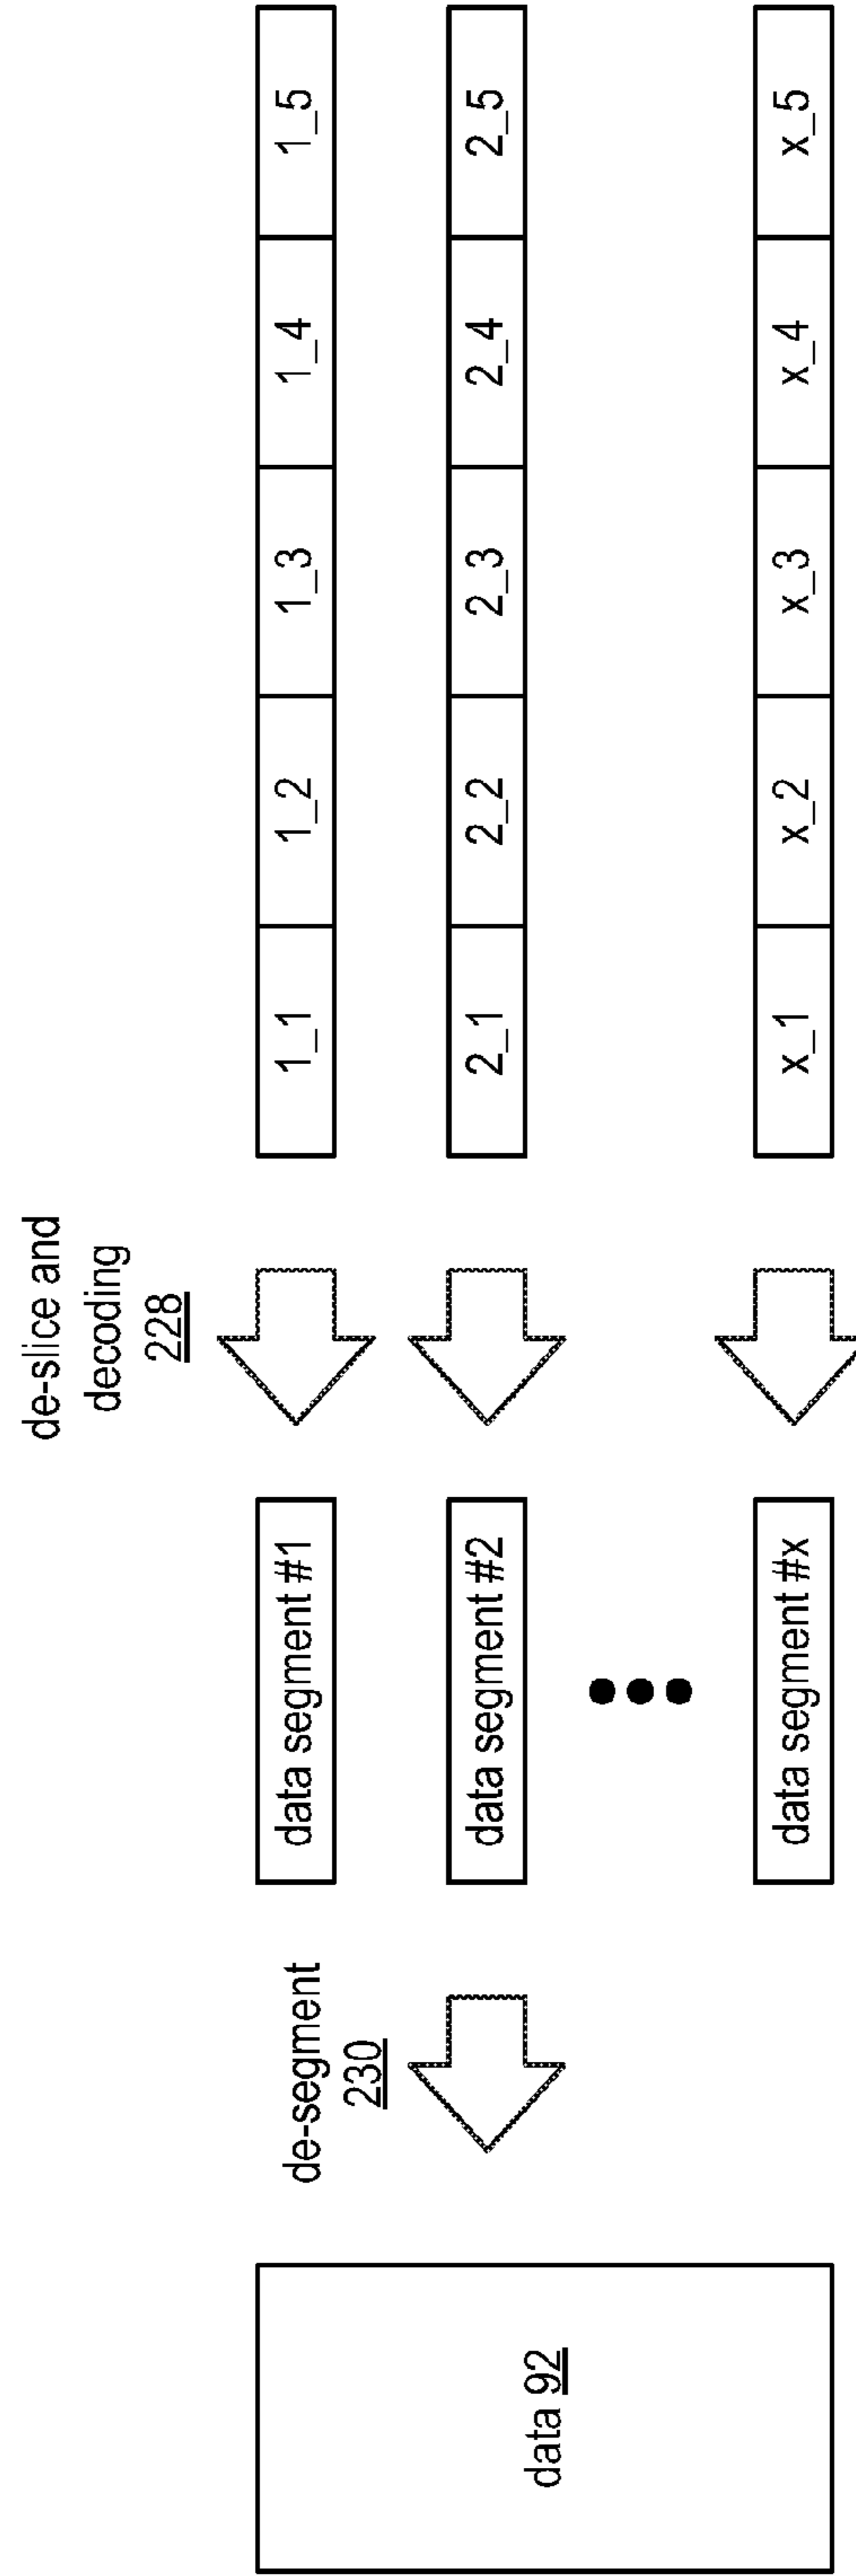 de-slice and
decoding
228
de-segment
230
data 92
data segment #1
1_1
1_2
1_3
1_4
1_5
data segment #2
2_1
2_2
2_3
2_4
2_5
data segment #x
x_1
x_2
x_3
x_4
x_5